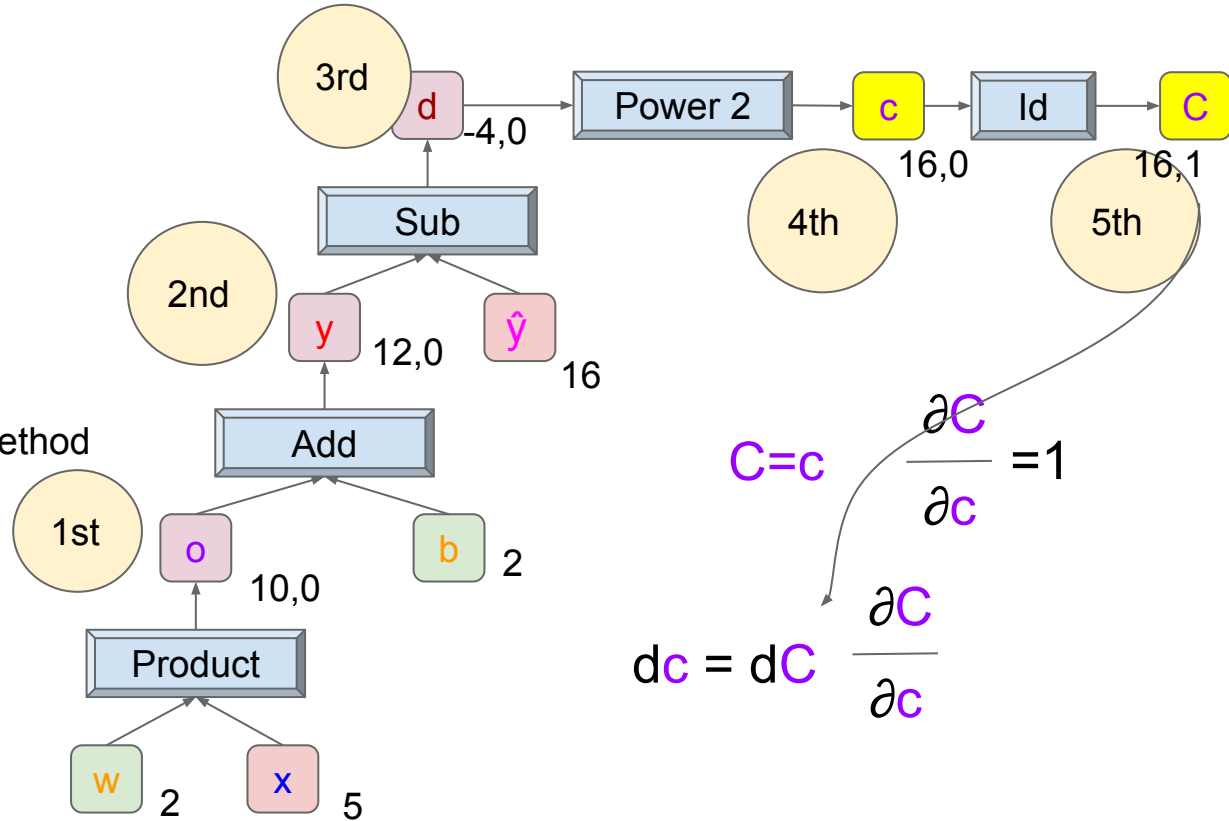 3rd
d
-4,0
Power 2
c
16,0
Id
C
16,1
Sub
4th
5th
2nd
y
12,0
ŷ
16
Add
ethod
C=c
∂C
∂c
=1
1st
o
10,0
b
2
Product
dc = dC
∂C
∂c
w
2
x
5